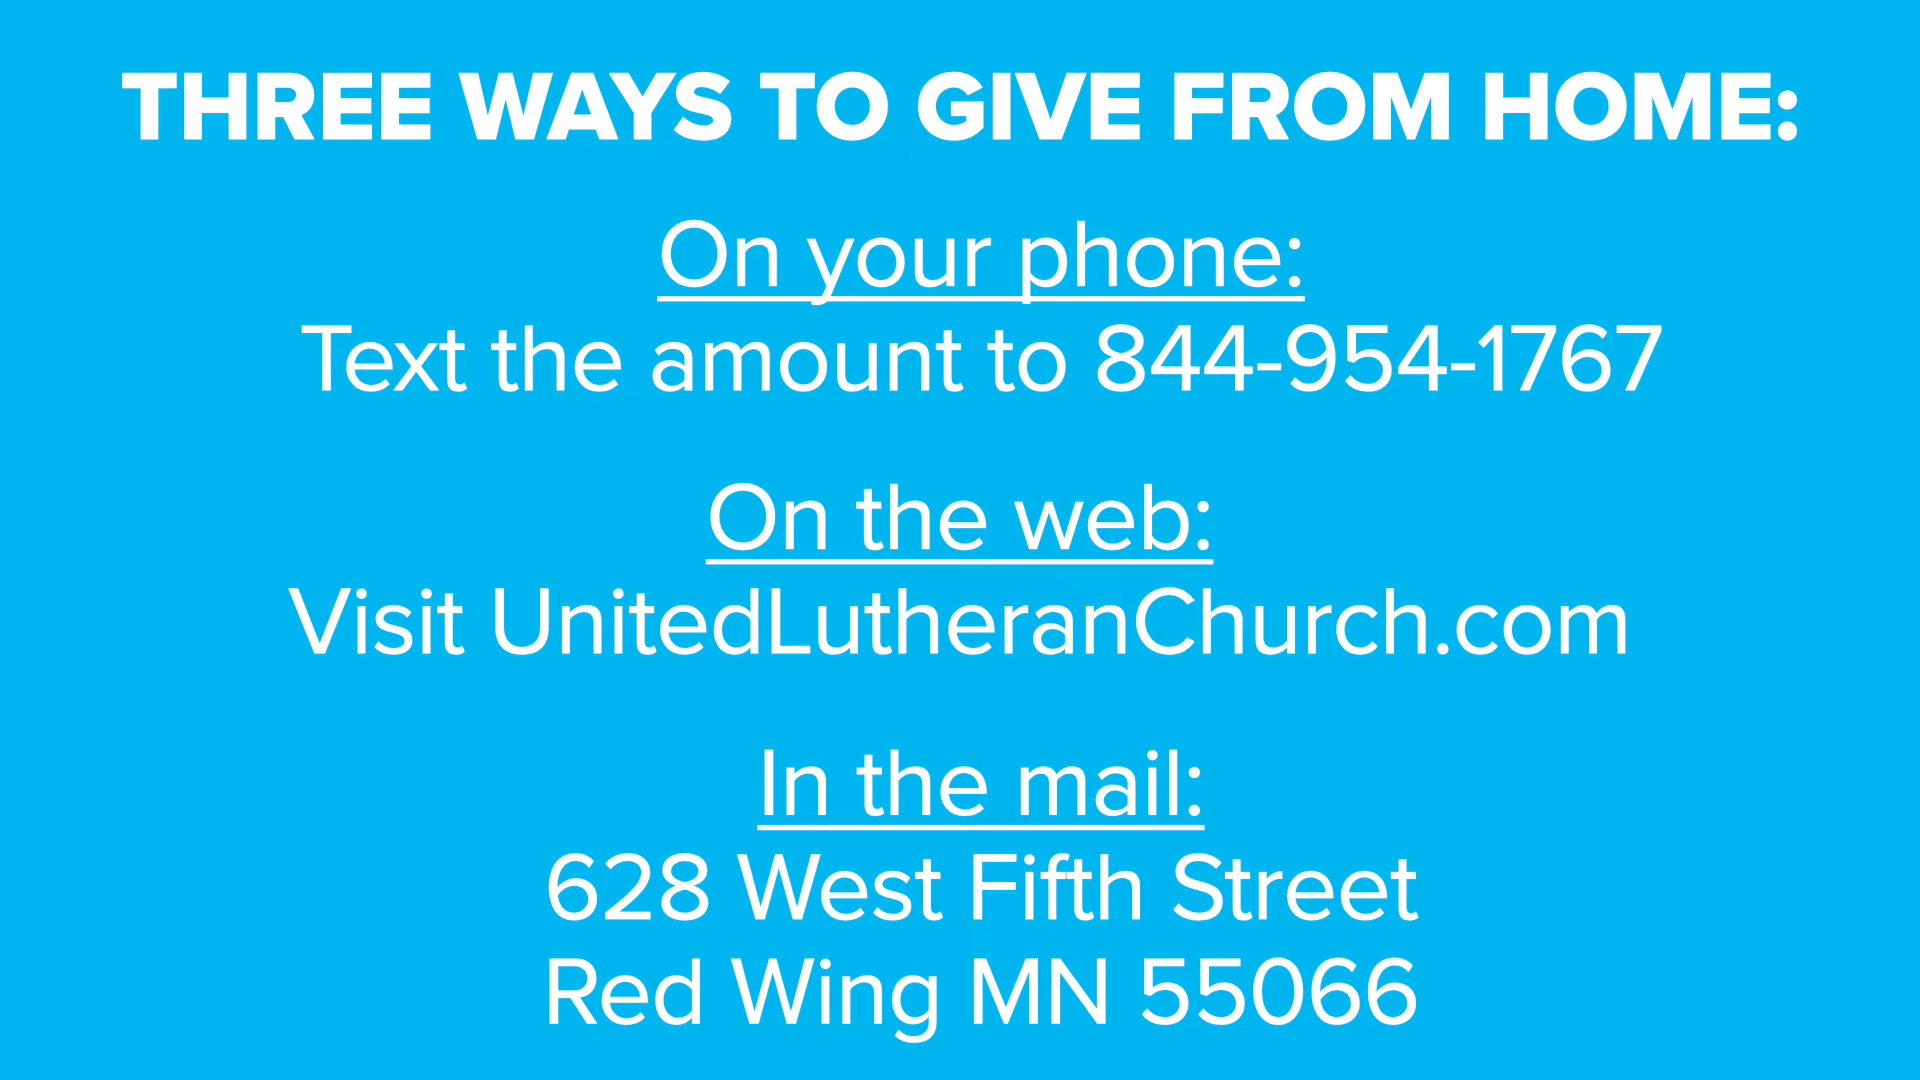 THREE WAYS TO GIVE FROM HOME:
On your phone:
Text the amount to 844-954-1767
On the web:
Visit UnitedLutheranChurch.com
In the mail:
628 West Fifth Street
Red Wing MN 55066